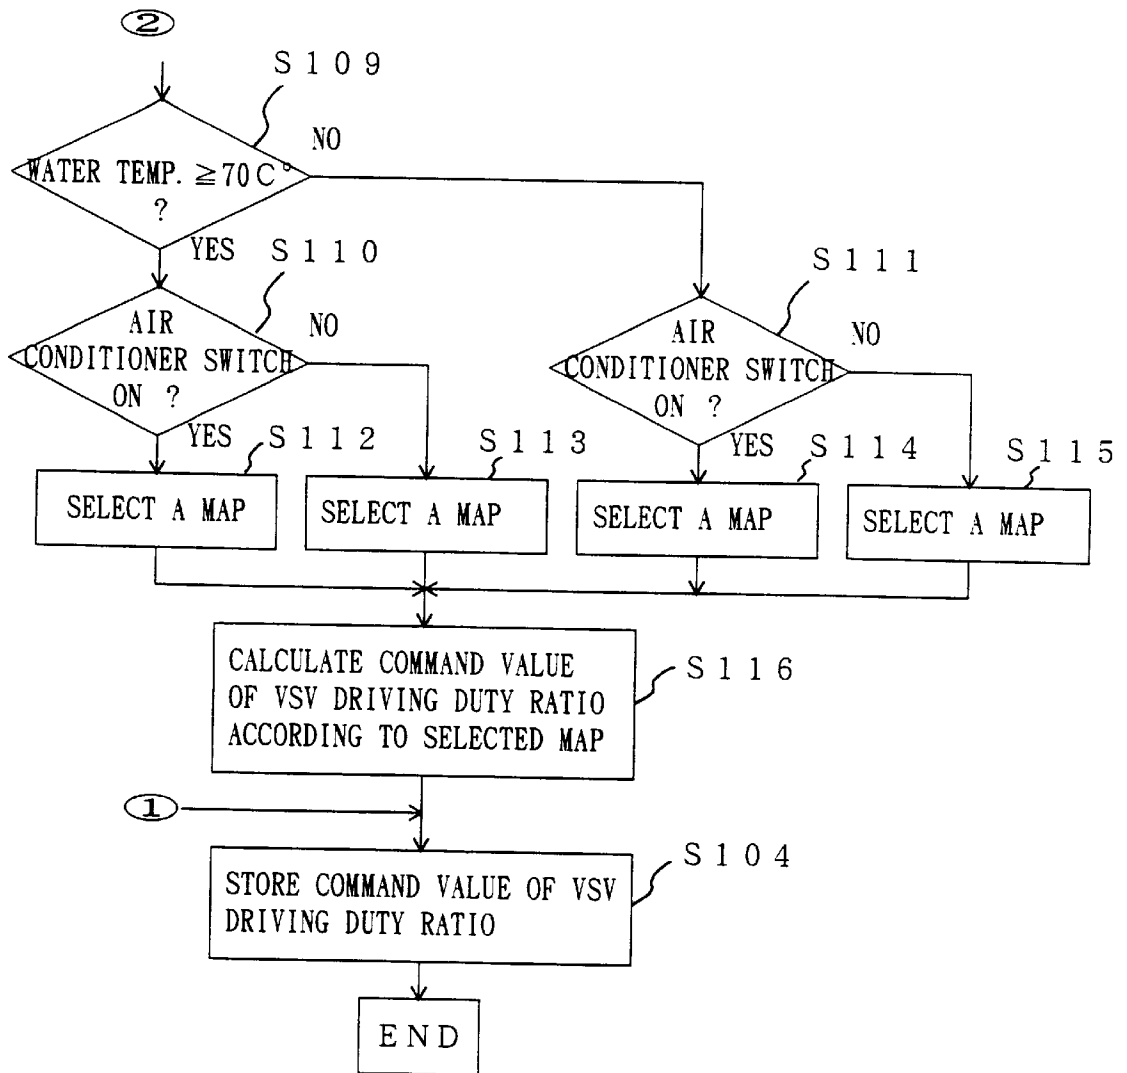 ②
S109
NO
WATER TEMP. ≧70C°
?
YES
S110
S111
AIR
CONDITIONER SWITCH
ON ?
NO
AIR
CONDITIONER SWITCH
ON ?
NO
YES
S112
S113
YES
S114
S115
SELECT A MAP
SELECT A MAP
SELECT A MAP
SELECT A MAP
CALCULATE COMMAND VALUE
OF VSV DRIVING DUTY RATIO
ACCORDING TO SELECTED MAP
S116
①
STORE COMMAND VALUE OF VSV
DRIVING DUTY RATIO
S104
END